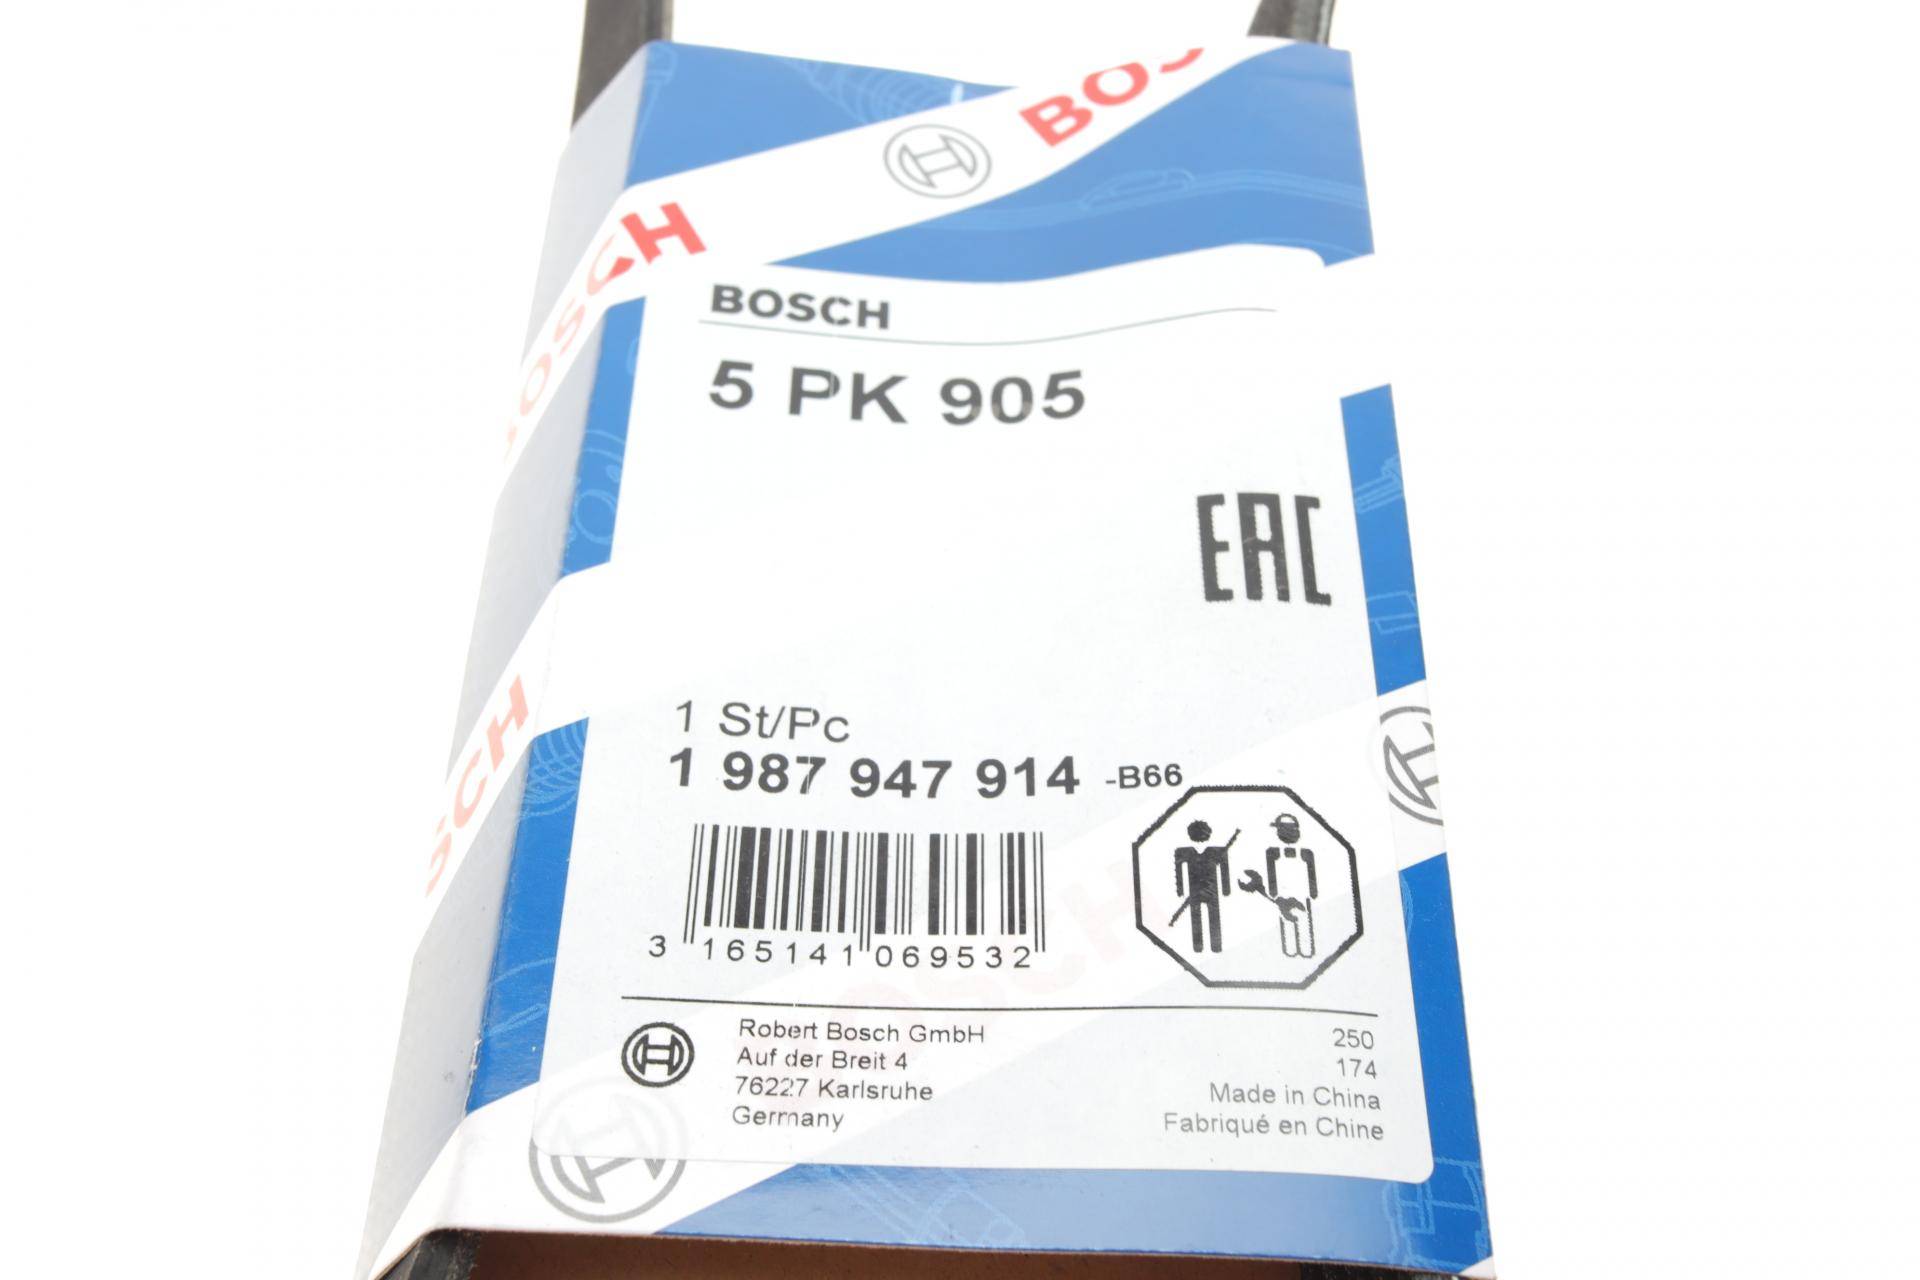 BOS
BOSCH
BOSCH
5 PK 905
EAC
1 St/Pc
1 987 947 914 -B66
OSCH
3 165141 069532
Robert Bosch GmbH
Auf der Breit 4
76227 Karlsruhe
Germany
250
174
Made in China
Fabriqué en Chine